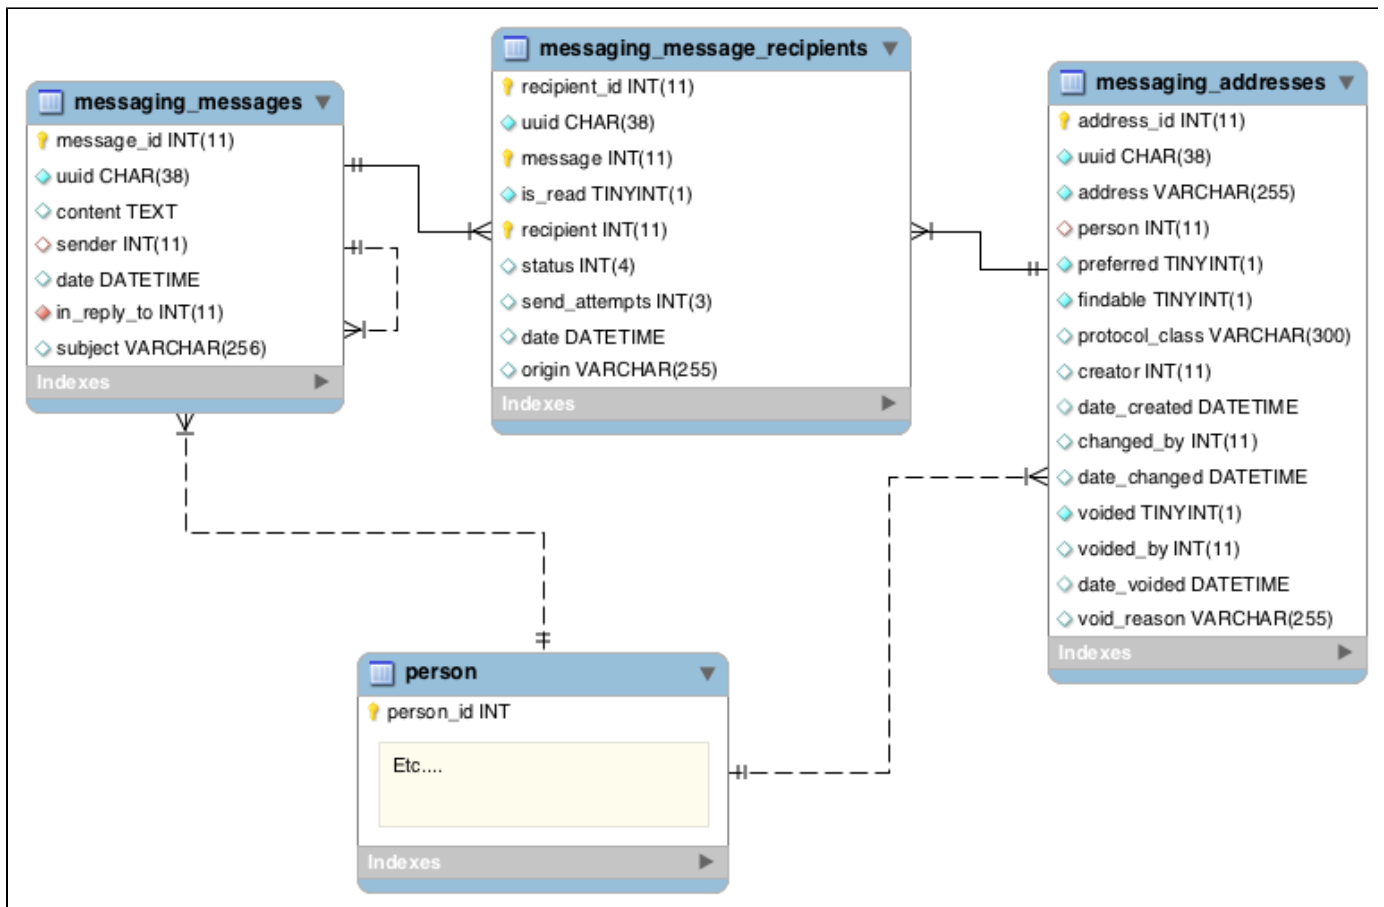 messaging_messages
message_id INT(11)
uuid CHAR(38)
content TEXT
sender INT(11)
date DATETIME
in_reply_to INT(11)
subject VARCHAR(256)
Indexes
messaging_message_recipients
recipient_id INT(11)
uuid CHAR(38)
message INT(11)
is_read TINYINT(1)
recipient INT(11)
status INT(4)
send_attempts INT(3)
date DATETIME
origin VARCHAR(255)
Indexes
messaging_addresses
address_id INT(11)
uuid CHAR(38)
address VARCHAR(255)
person INT(11)
preferred TINYINT(1)
findable TINYINT(1)
protocol_class VARCHAR(300)
creator INT(11)
date_created DATETIME
changed_by INT(11)
date_changed DATETIME
voided TINYINT(1)
voided_by INT(11)
date_voided DATETIME
void_reason VARCHAR(255)
Indexes
person
person_id INT
Etc....
Indexes